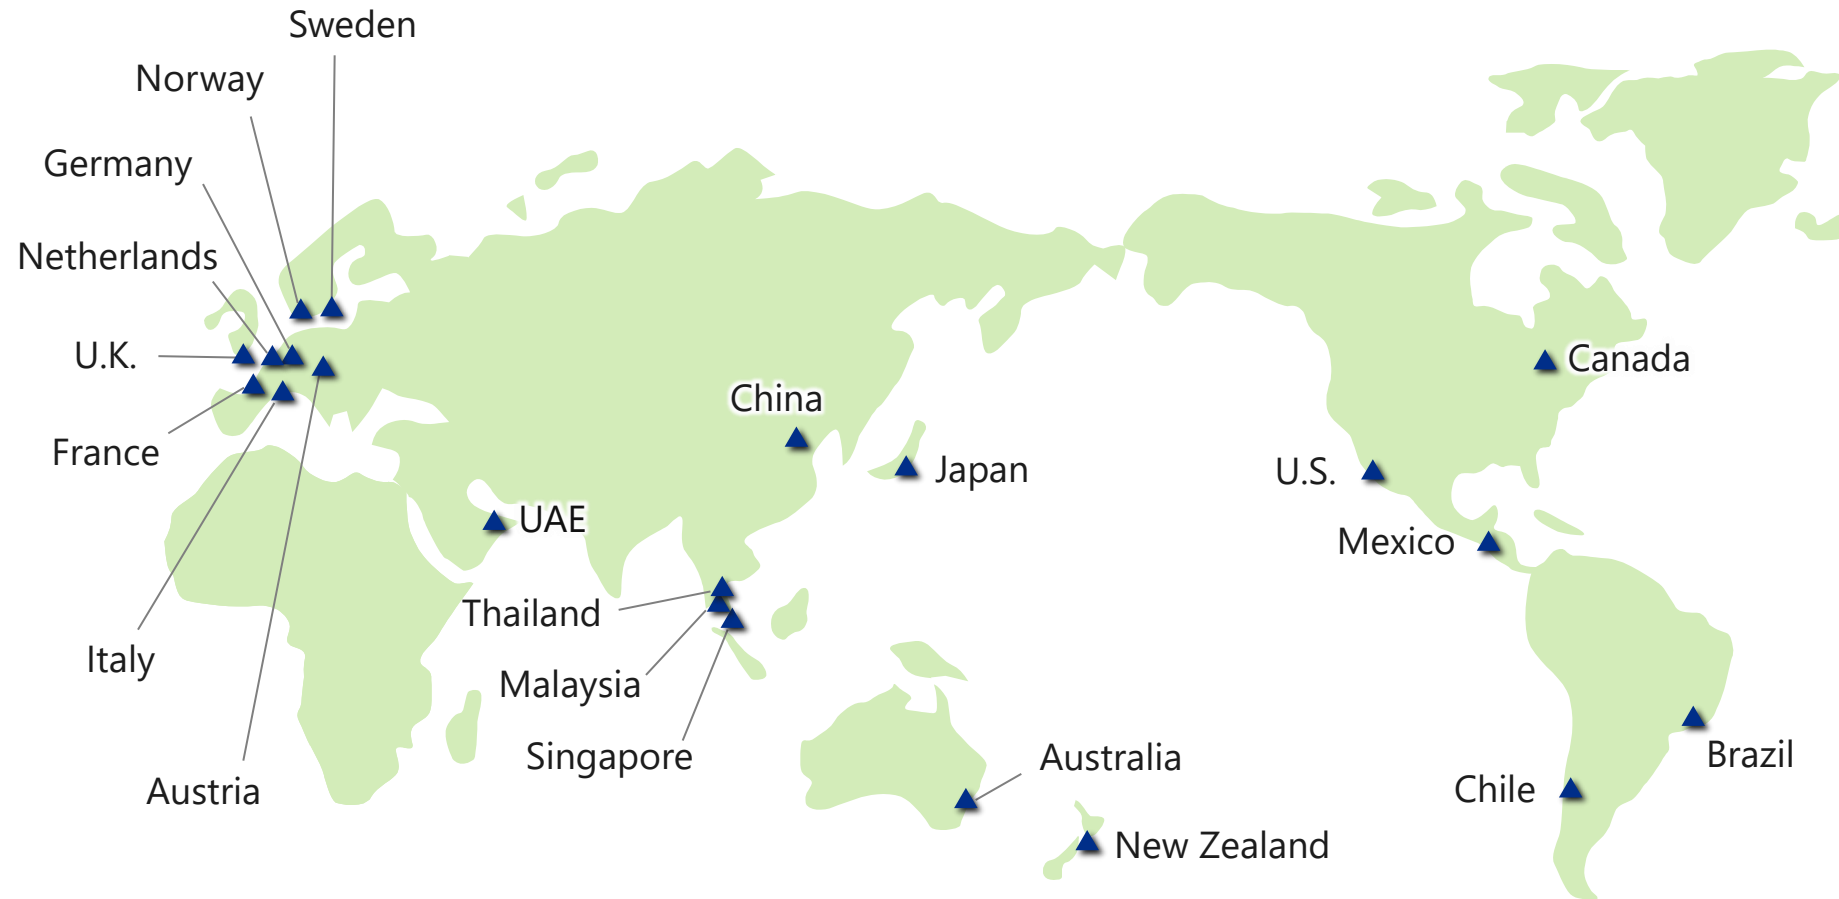 Sweden
Norway
Germany
Netherlands
U.K.
France
Italy
Austria
China
Japan
UAE
Thailand
Malaysia
Singapore
Australia
New Zealand
Canada
U.S.
Mexico
Brazil
Chile